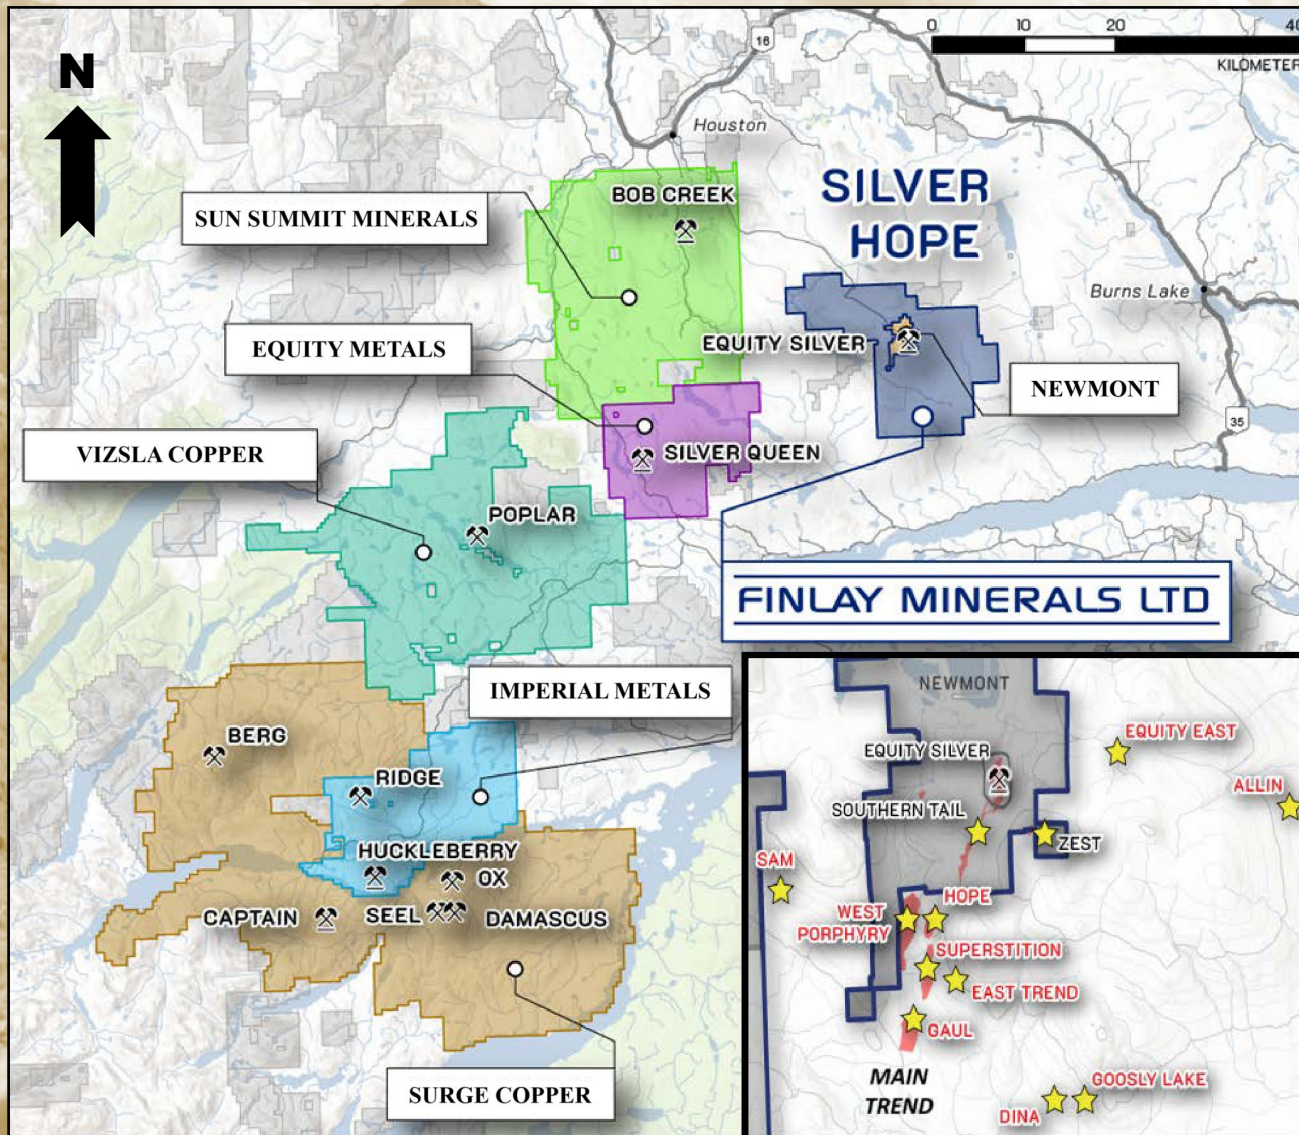 0 10 20 40
KILOMETER
N
16
Houston
SILVER
HOPE
BOB CREEK
SUN SUMMIT MINERALS
Burns Lake
EQUITY METALS
EQUITY SILVER
NEWMONT
35
VIZSLA COPPER
SILVER QUEEN
POPLAR
FINLAY MINERALS LTD
IMPERIAL METALS
BERG
RIDGE
HUCKLEBERRY
OX
CAPTAIN
SEEL
DAMASCUS
SURGE COPPER
NEWMONT
EQUITY EAST
EQUITY SILVER
ALLIN
SOUTHERN TAIL
ZEST
SAM
HOPE
WEST
PORPHYRY
SUPERSTITION
EAST TREND
GAUL
MAIN
TREND
GOOSLY LAKE
DINA